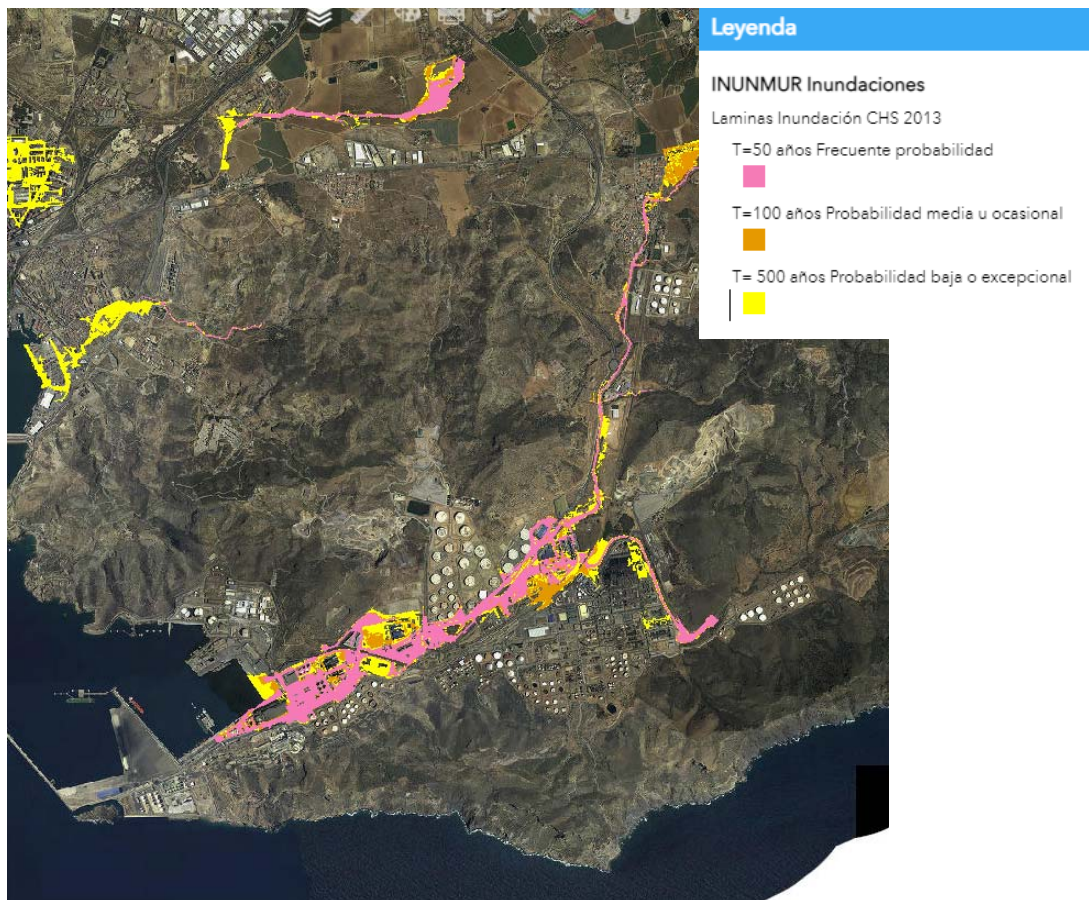 Leyenda
INUNMUR Inundaciones
Laminas Inundación CHS 2013
T=50 años Frecuente probabilidad
T=100 años Probabilidad media u ocasional
T= 500 años Probabilidad baja o excepcional